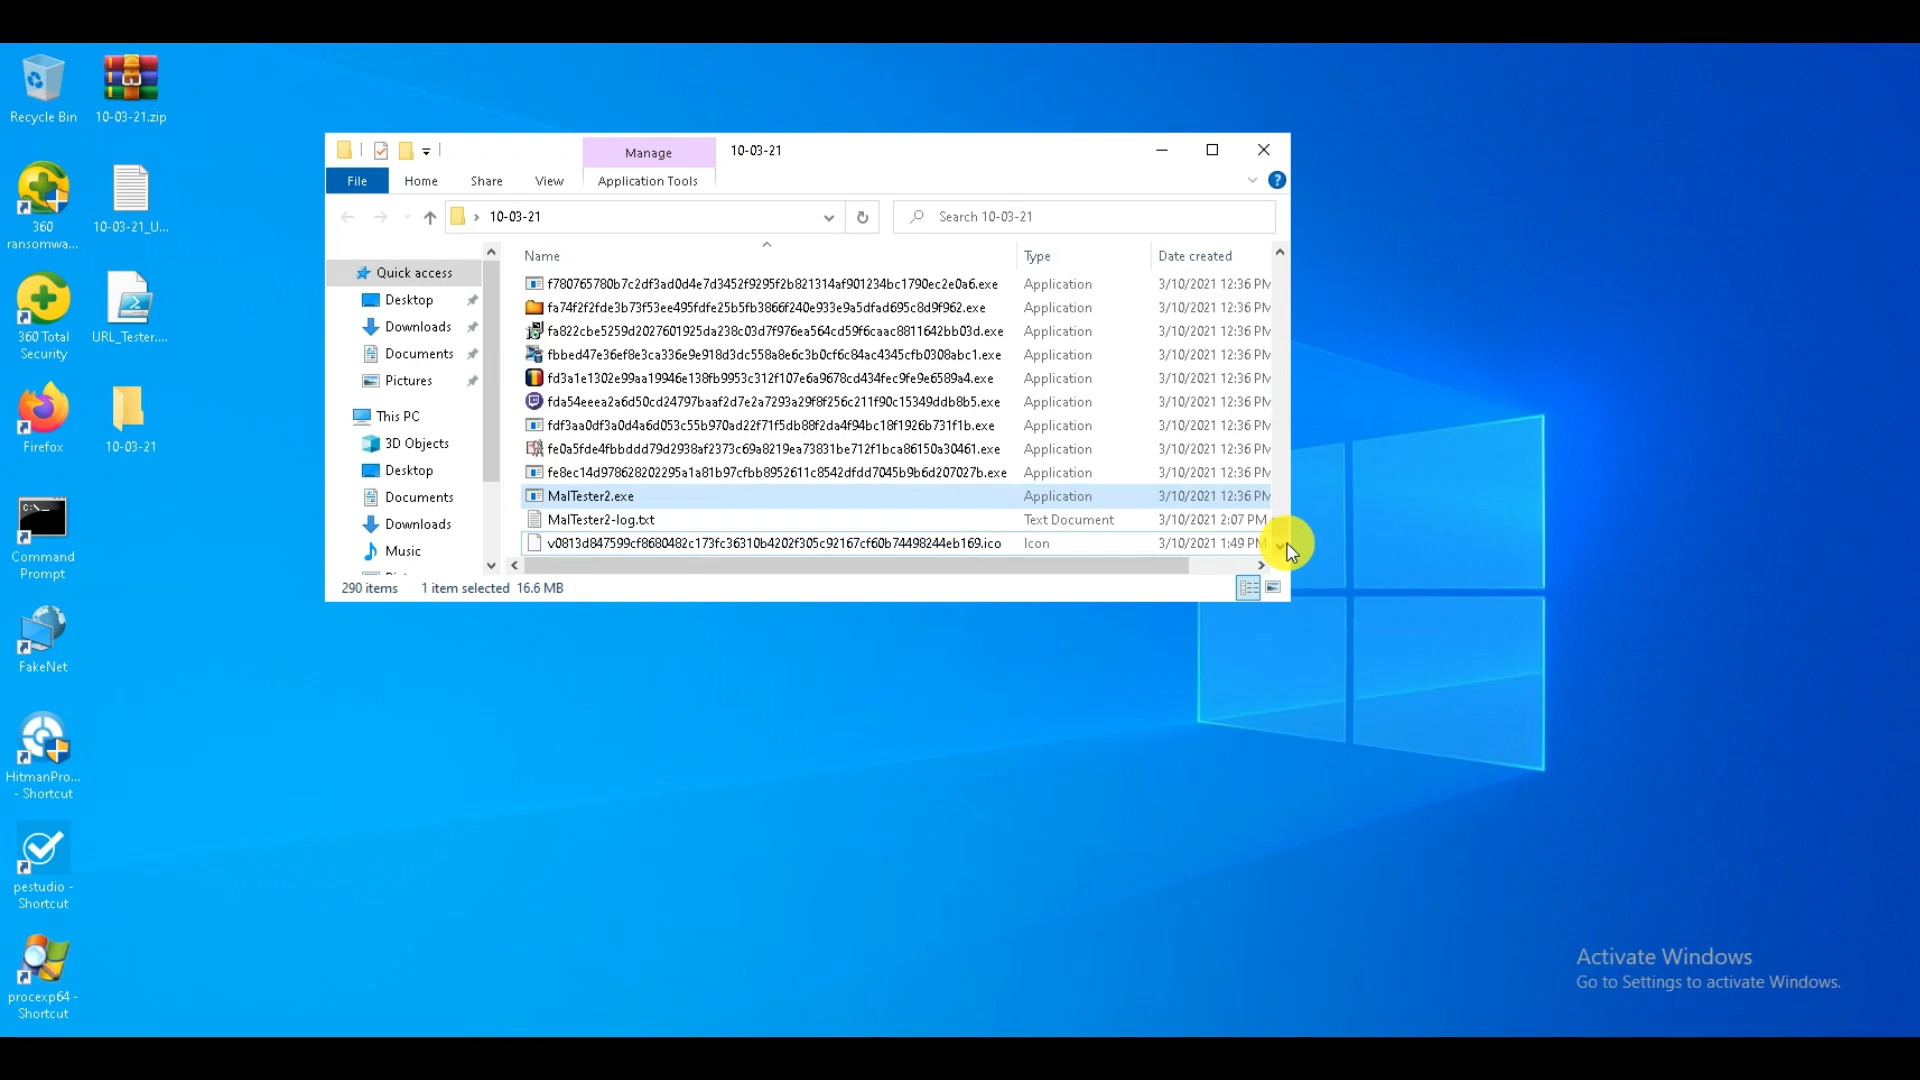 Recycle Bin
10-03-21.zip
360
ransomwa...
10-03-21_U...
360 Total
Security
URL_Tester....
Firefox
10-03-21
Command
Prompt
FakeNet
HitmanPro...
- Shortcut
pestudio -
Shortcut
procexp64 -
Shortcut
Manage
10-03-21
File
Home
Share
View
Application Tools
10-03-21
Search 10-03-21
Quick access
Desktop
Downloads
Documents
Pictures
This PC
3D Objects
Desktop
Documents
Downloads
Music
Name Type Date created
f780765780b7c2df3ad0d4e7d3452f9295f2b821314af901234bc1790ec2e0a6.exe Application 3/10/2021 12:36 PM
fa74f2f2fde3b73f53ee495fdfe25b5fb3866f240e933e9a5dfad695c8d9f962.exe Application 3/10/2021 12:36 PM
fa822cbe5259d2027601925da238c03d7f976ea564cd59f6caac8811642bb03d.exe Application 3/10/2021 12:36 PM
fbbed47e36ef8e3ca336e9e918d3dc558a8e6c3b0cf6c84ac4345cfb0308abc1.exe Application 3/10/2021 12:36 PM
fd3a1e1302e99aa19946e138fb9953c312f107e6a9678cd434fec9fe9e6589a4.exe Application 3/10/2021 12:36 PM
fda54eeea2a6d50cd24797baaf2d7e2a7293a29f8f256c211f90c15349ddb8b5.exe Application 3/10/2021 12:36 PM
fdf3aa0df3a0d4a6d053c55b970ad22f71f5db88f2da4f94bc18f1926b731f1b.exe Application 3/10/2021 12:36 PM
fe0a5fde4fbbddd79d2938af2373c69a8219ea73831be712f1bca86150a30461.exe Application 3/10/2021 12:36 PM
fe8ec14d978628202295a1a81b97cfbb8952611c8542dfdd7045b9b6d207027b.exe Application 3/10/2021 12:36 PM
MalTester2.exe Application 3/10/2021 12:36 PM
MalTester2-log.txt Text Document 3/10/2021 2:07 PM
v0813d847599cf8680482c173fc36310b4202f305c92167cf60b74498244eb169.ico Icon 3/10/2021 1:49 PM
290 items 1 item selected 16.6 MB
Activate Windows
Go to Settings to activate Windows.